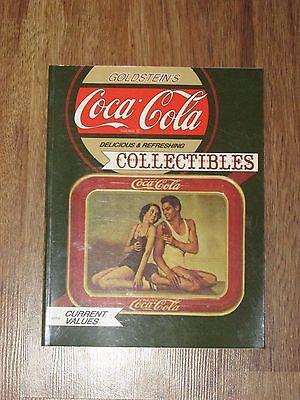 GOLDSTEIN'S
Coca-Cola
DELICIOUS & REFRESHING
COLLECTIBLES
Coca-Cola
Coca-Cola
CURRENT
VALUES